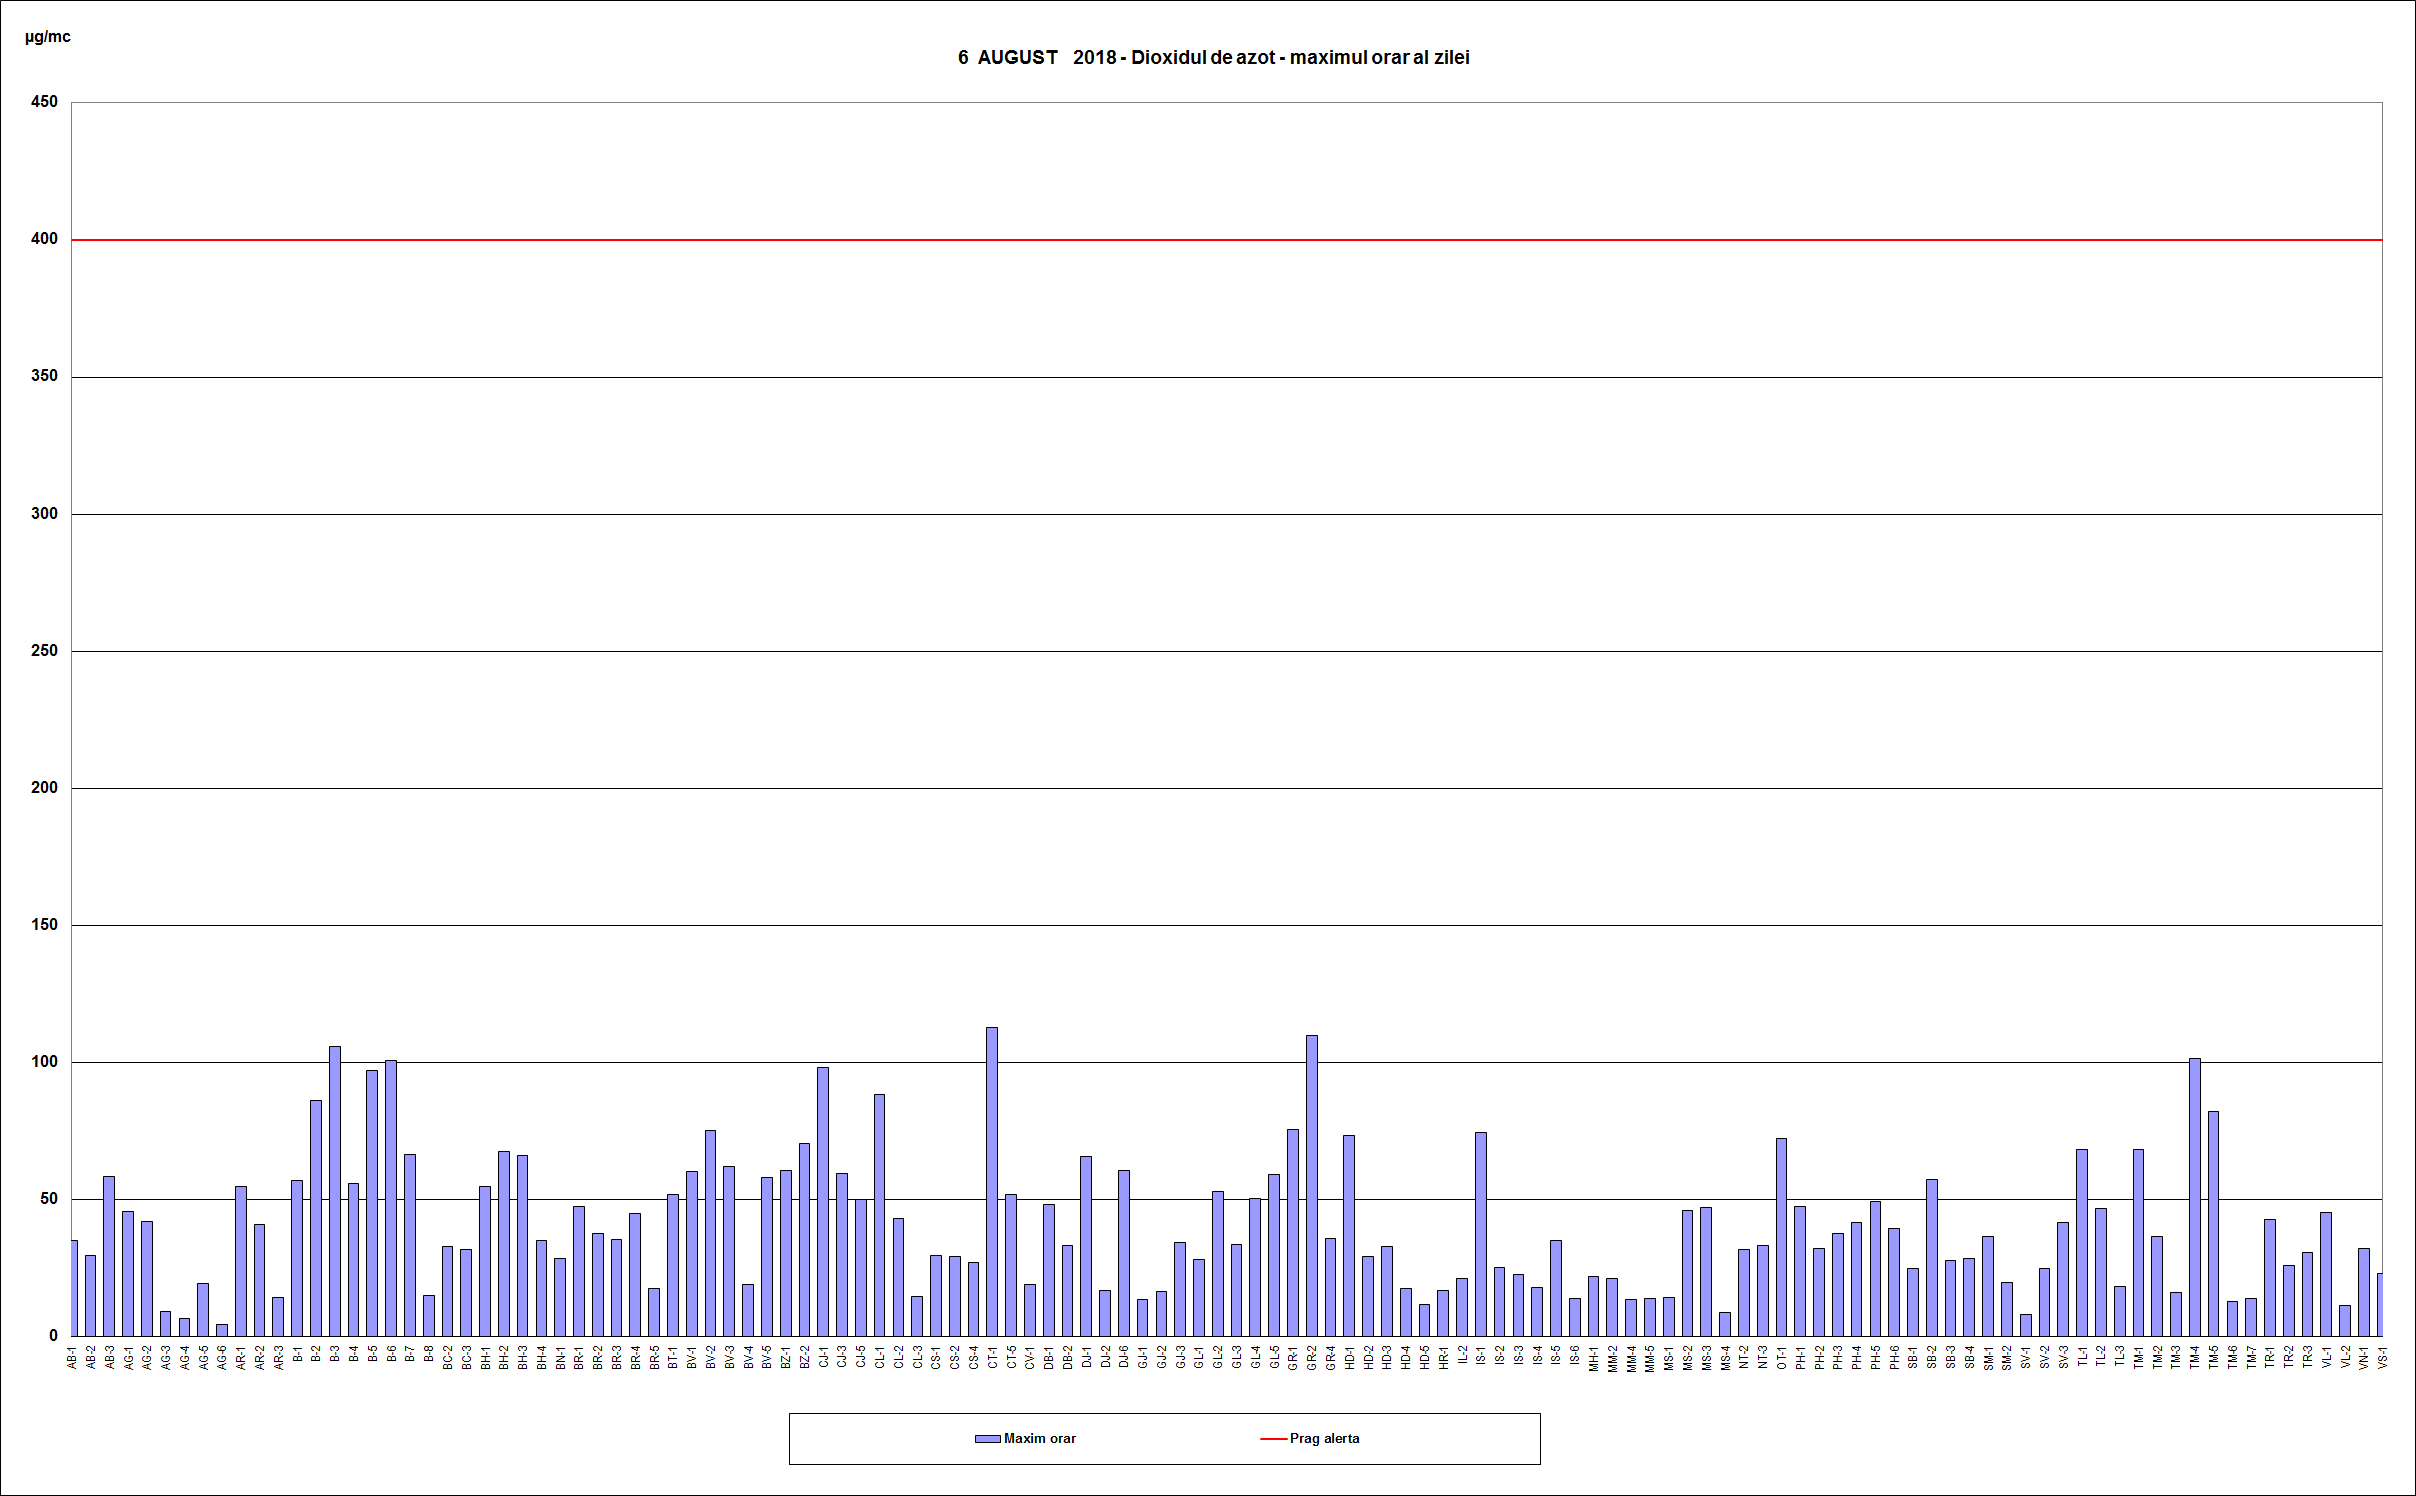 µg/mc
6 AUGUST 2018 - Dioxidul de azot - maximul orar al zilei
450
400
350
300
250
200
150
100
50
0
AB-1 AB-2 AB-3 AG-1 AG-2 AG-3 AG-4 AG-5 AG-6 AR-1 AR-2 AR-3 B-1 B-2 B-3 B-4 B-5 B-6 B-7 B-8 BC-2 BC-3 BH-1 BH-2 BH-3 BH-4 BN-1 BR-1 BR-2 BR-3 BR-4 BR-5 BT-1 BV-1 BV-2 BV-3 BV-4 BV-5 BZ-1 BZ-2 CJ-1 CJ-3 CJ-5 CL-1 CL-2 CL-3 CS-1 CS-2 CS-4 CT-1 CT-5 CV-1 DB-1 DB-2 DJ-1 DJ-2 DJ-6 GJ-1 GJ-2 GJ-3 GL-1 GL-2 GL-3 GL-4 GL-5 GR-1 GR-2 GR-4 HD-1 HD-2 HD-3 HD-4 HD-5 HR-1 IL-2 IS-1 IS-2 IS-3 IS-4 IS-5 IS-6 MH-1 MM-2 MM-4 MM-5 MS-1 MS-2 MS-3 MS-4 NT-2 NT-3 OT-1 PH-1 PH-2 PH-3 PH-4 PH-5 PH-6 SB-1 SB-2 SB-3 SB-4 SM-1 SM-2 SV-1 SV-2 SV-3 TL-1 TL-2 TL-3 TM-1 TM-2 TM-3 TM-4 TM-5 TM-6 TM-7 TR-1 TR-2 TR-3 VL-1 VL-2 VN-1 VS-1
Maxim orar Prag alerta